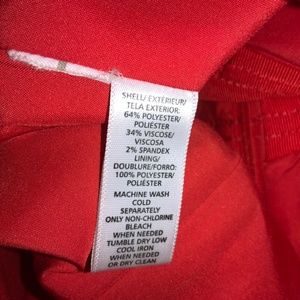 SHELL/ EXTÉRIEUR/
TELA EXTERIOR:
64% POLYESTER/
POLIÉSTER
34% VISCOSE/
VISCOSA
2% SPANDEX
LINING/
DOUBLURE/FORRO:
100% POLYESTER/
POLIÉSTER
MACHINE WASH
COLD
SEPARATELY
ONLY NON-CHLORINE
BLEACH
WHEN NEEDED
TUMBLE DRY LOW
COOL IRON
WHEN NEEDED
OR DRY CLEAN